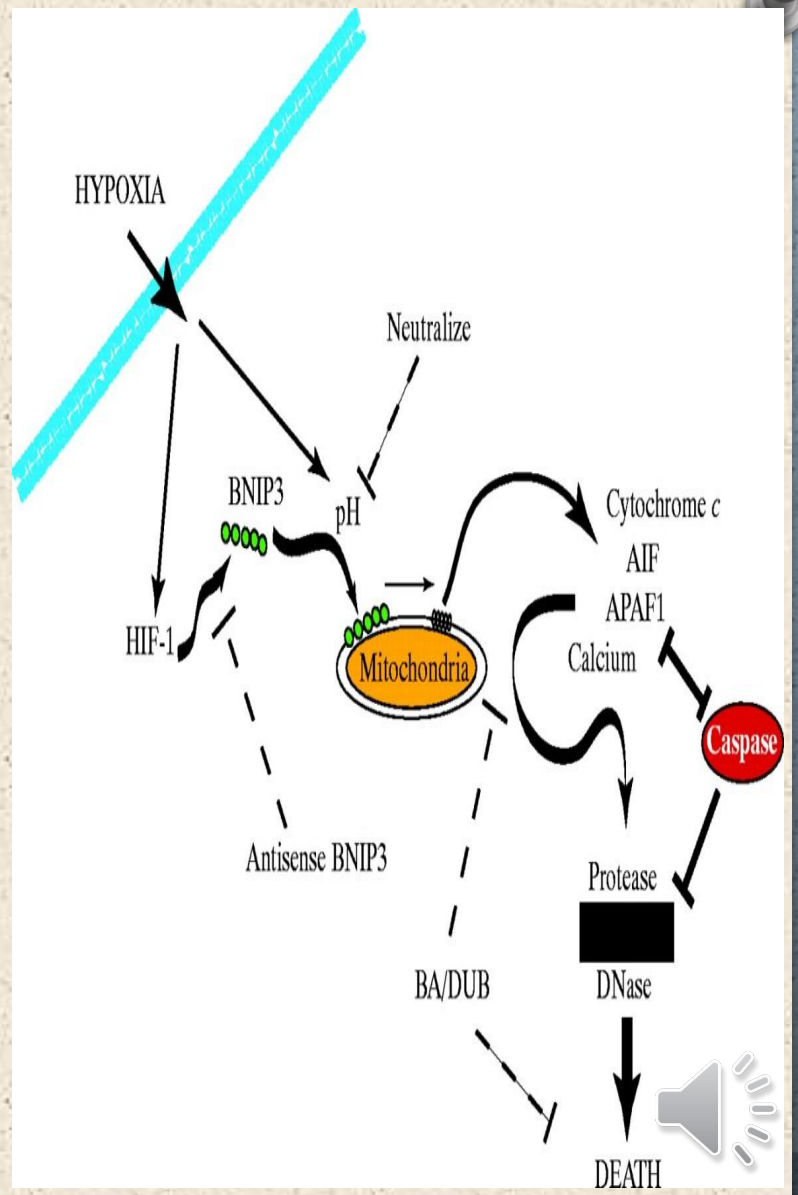 HYPOXIA
Neutralize
BNIP3
pH
Cytochrome c
AIF
APAF1
HIF-1
Calcium
Mitochondria
Caspase
Antisense BNIP3
Protease
BA/DUB
DNase
DEATH